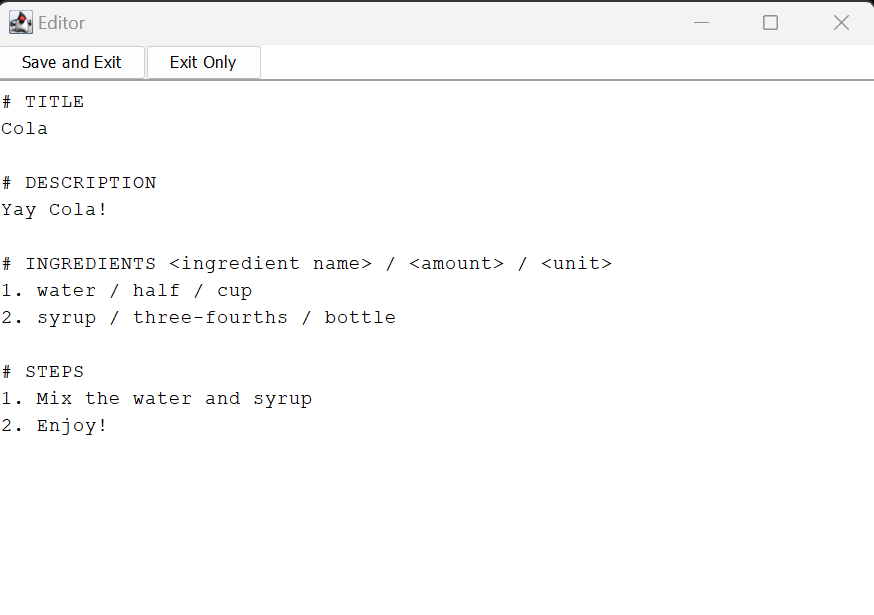 Editor
Save and Exit
Exit Only
# TITLE
Cola
# DESCRIPTION
Yay Cola!
# INGREDIENTS <ingredient name> / <amount> / <unit>
1. water / half / cup
2. syrup / three-fourths / bottle
# STEPS
1. Mix the water and syrup
2. Enjoy!